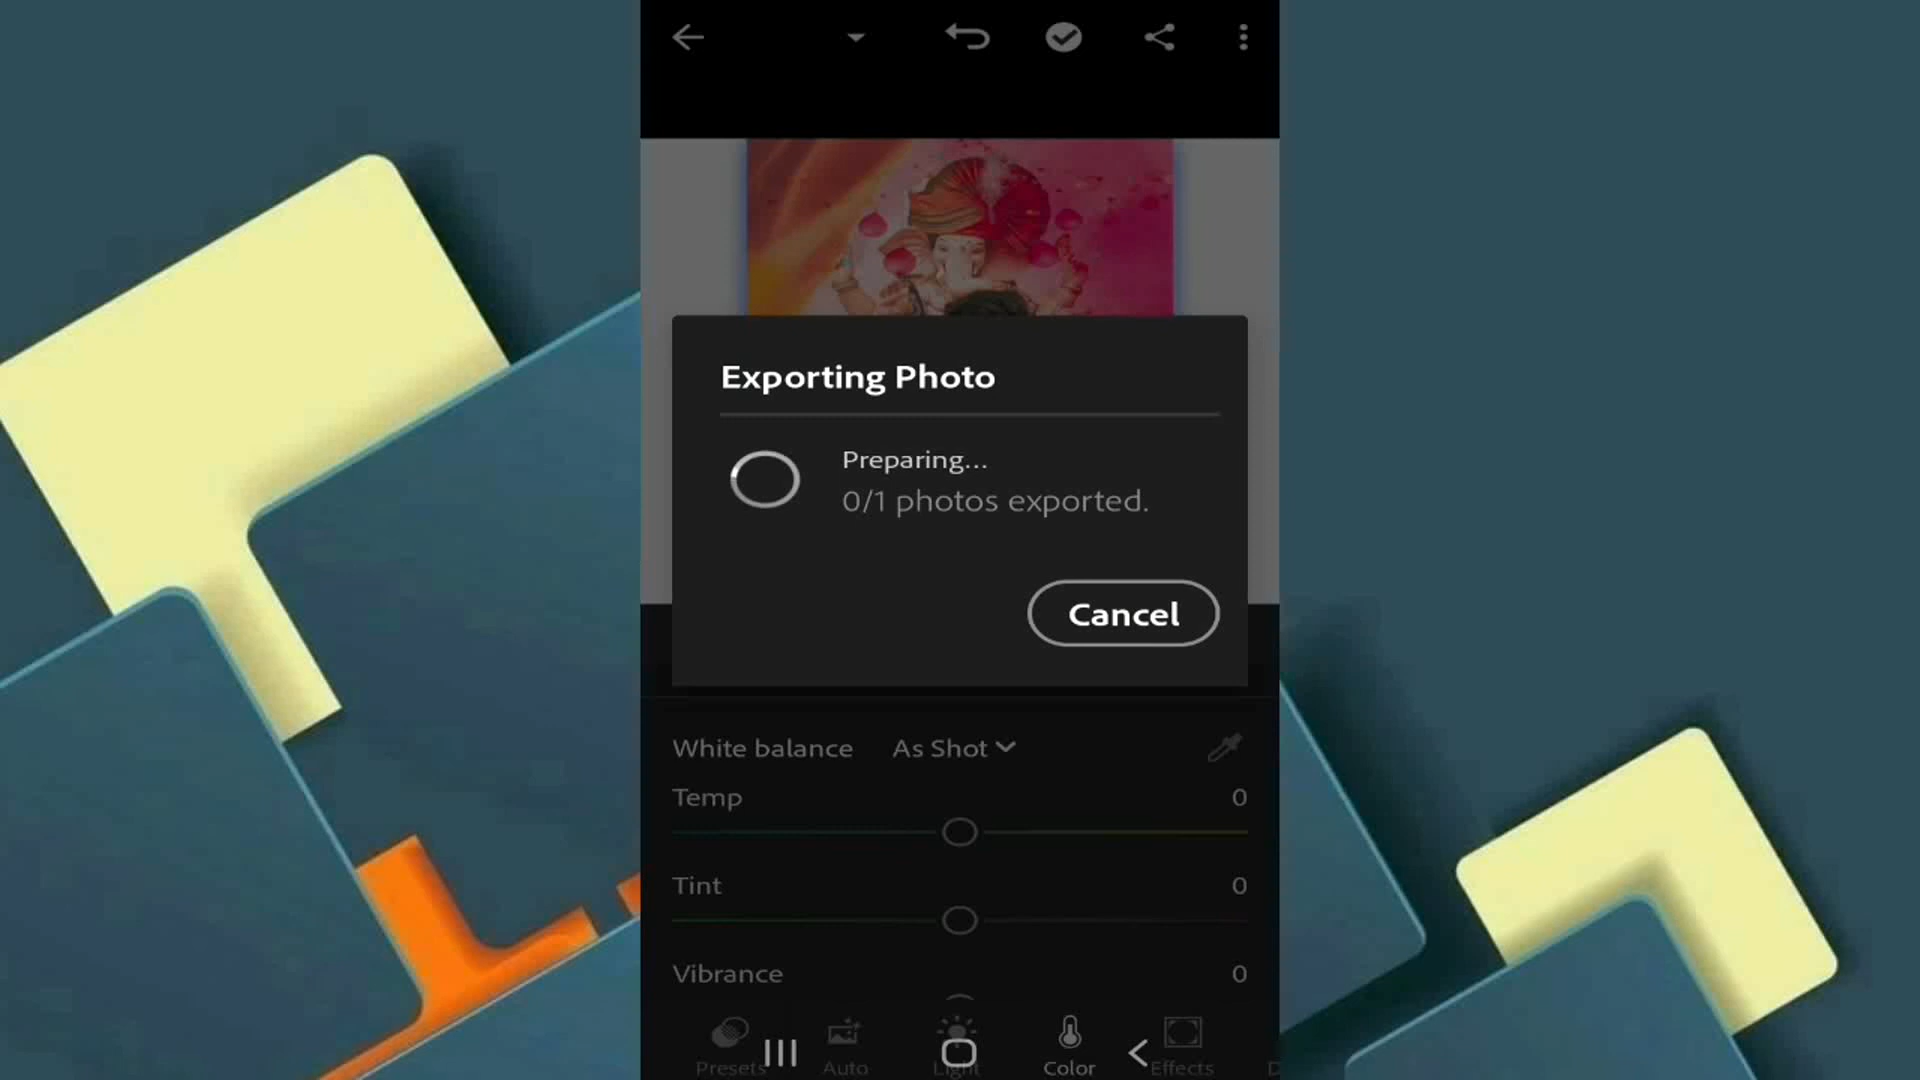 Exporting Photo
Preparing...
0/1 photos exported.
Cancel
White balance As Shot
Temp 0
Tint 0
Vibrance 0
Presets Auto Light Color Effects D